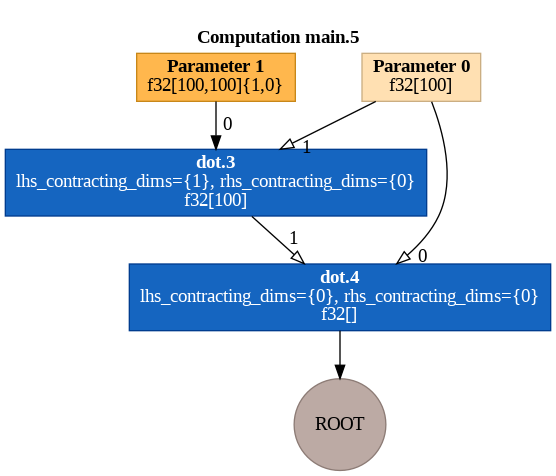 Computation main.5
Parameter 1
f32[100,100]{1,0}
Parameter 0
f32[100]
0
1
dot.3
lhs_contracting_dims={1}, rhs_contracting_dims={0}
f32[100]
1
0
dot.4
lhs_contracting_dims={0}, rhs_contracting_dims={0}
f32[]
ROOT